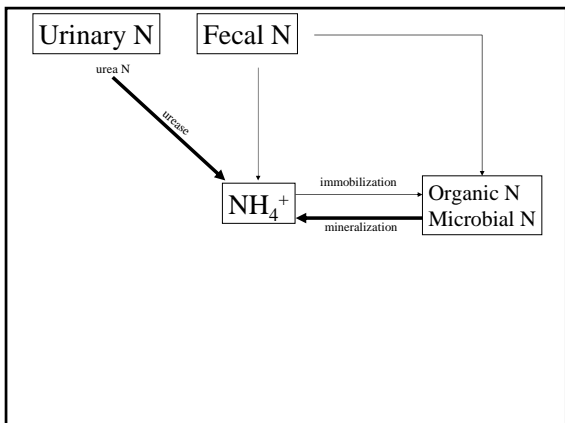 Urinary N
Fecal N
urea N
urease
immobilization
NH₄⁺
Organic N
Microbial N
mineralization